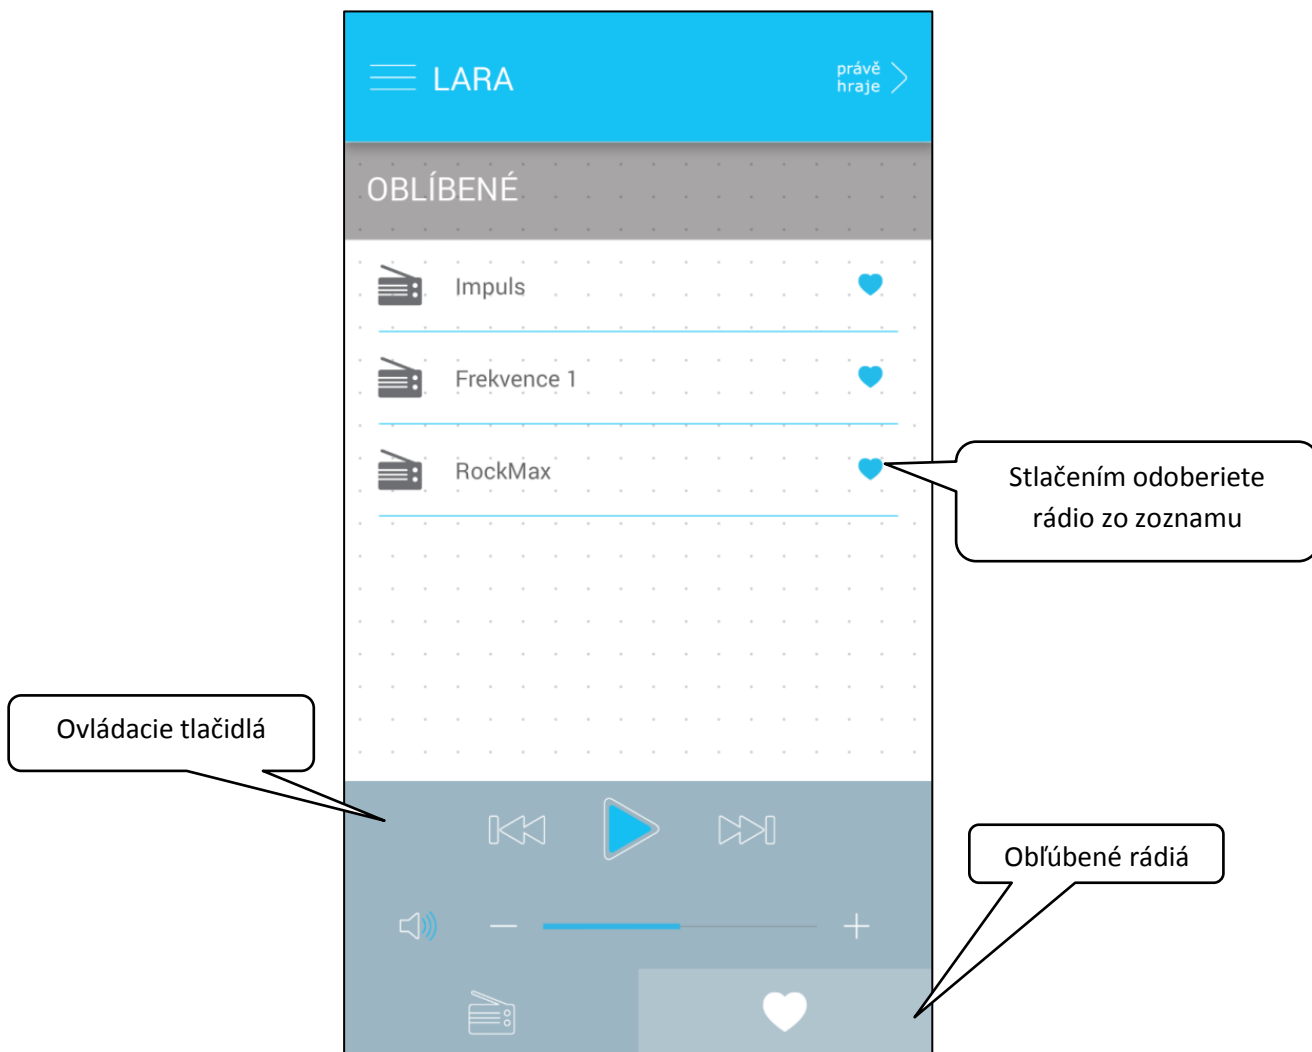 LARA
právě
hraje
OBLÍBENÉ
Impuls
Frekvence 1
RockMax
Stlačením odoberiete
rádio zo zoznamu
Ovládacie tlačidlá
Obľúbené rádiá